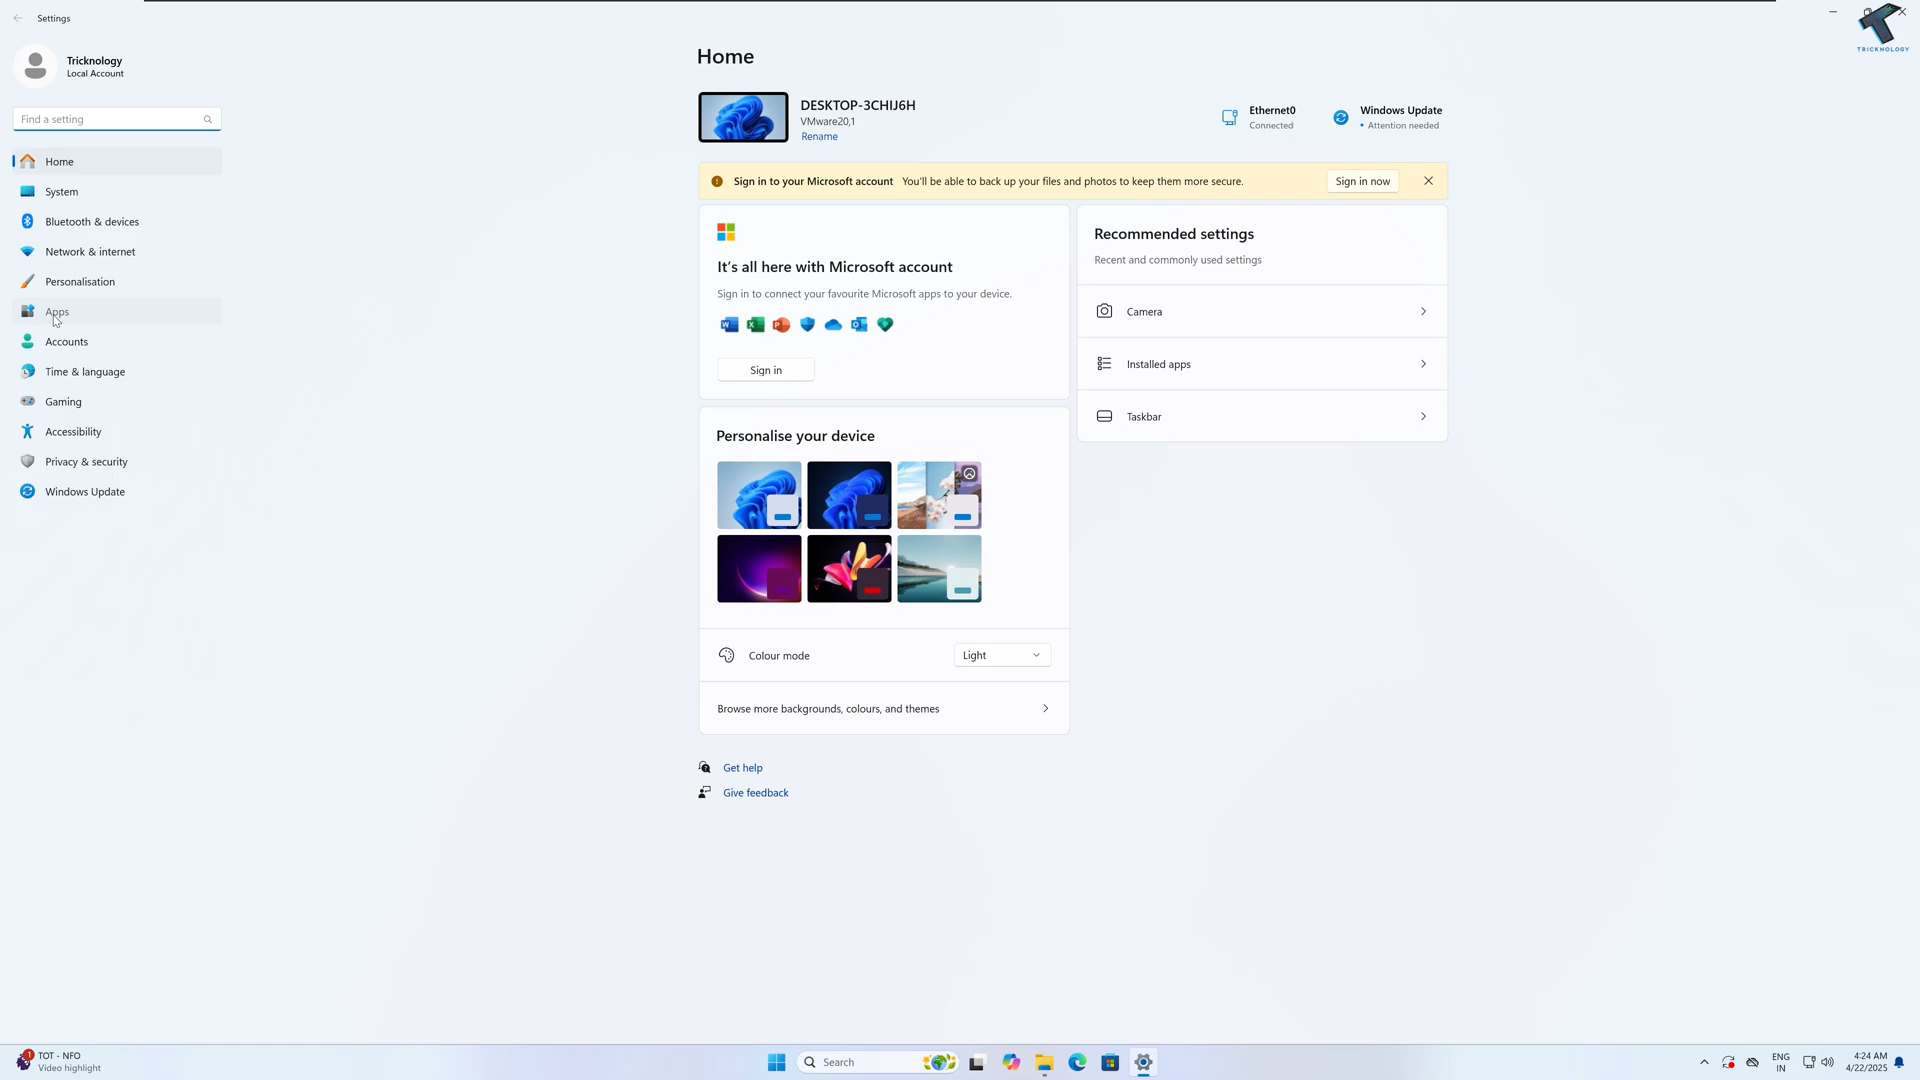 Settings
TRICKNOLOGY
Tricknology
Local Account
Find a setting
Home
System
Bluetooth & devices
Network & internet
Personalisation
Apps
Accounts
Time & language
Gaming
Accessibility
Privacy & security
Windows Update
Home
DESKTOP-3CHIJ6H
VMware20,1
Rename
Ethernet0
Connected
Windows Update
• Attention needed
Sign in to your Microsoft account You'll be able to back up your files and photos to keep them more secure.
Sign in now
It's all here with Microsoft account
Sign in to connect your favourite Microsoft apps to your device.
Sign in
Personalise your device
Colour mode
Light
Browse more backgrounds, colours, and themes
Recommended settings
Recent and commonly used settings
Camera
Installed apps
Taskbar
Get help
Give feedback
1
TOT - NFO
Video highlight
Search
ENG
IN
4:24 AM
4/22/2025